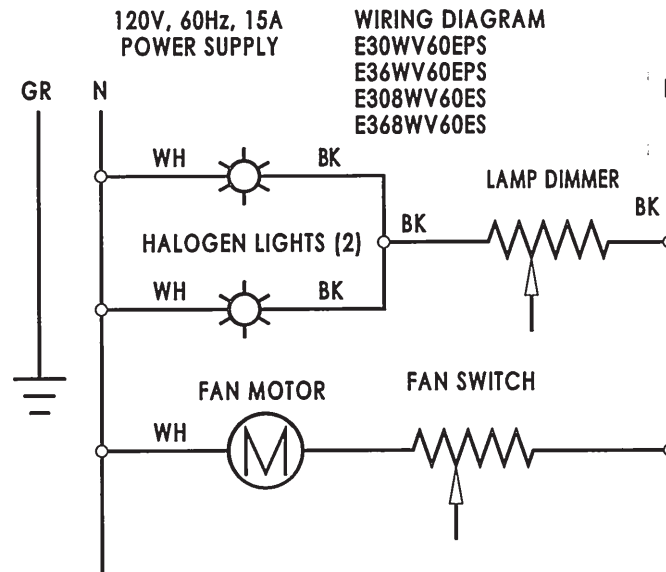 120V, 60Hz, 15A
POWER SUPPLY
WIRING DIAGRAM
E30WV60EPS
E36WV60EPS
E308WV60ES
E368WV60ES
GR
N
WH
BK
LAMP DIMMER
BK
HALOGEN LIGHTS (2)
BK
WH
BK
FAN MOTOR
FAN SWITCH
WH
M